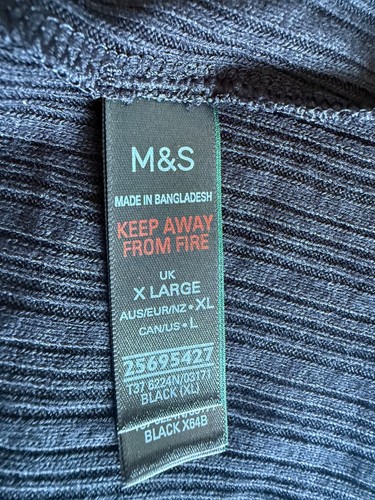 M&S
MADE IN BANGLADESH
KEEP AWAY
FROM FIRE
UK
X LARGE
AUS/EUR/NZ • XL
CAN/US • L
25695427
T37 6224N/03171
BLACK (XL)
BLACK X64B